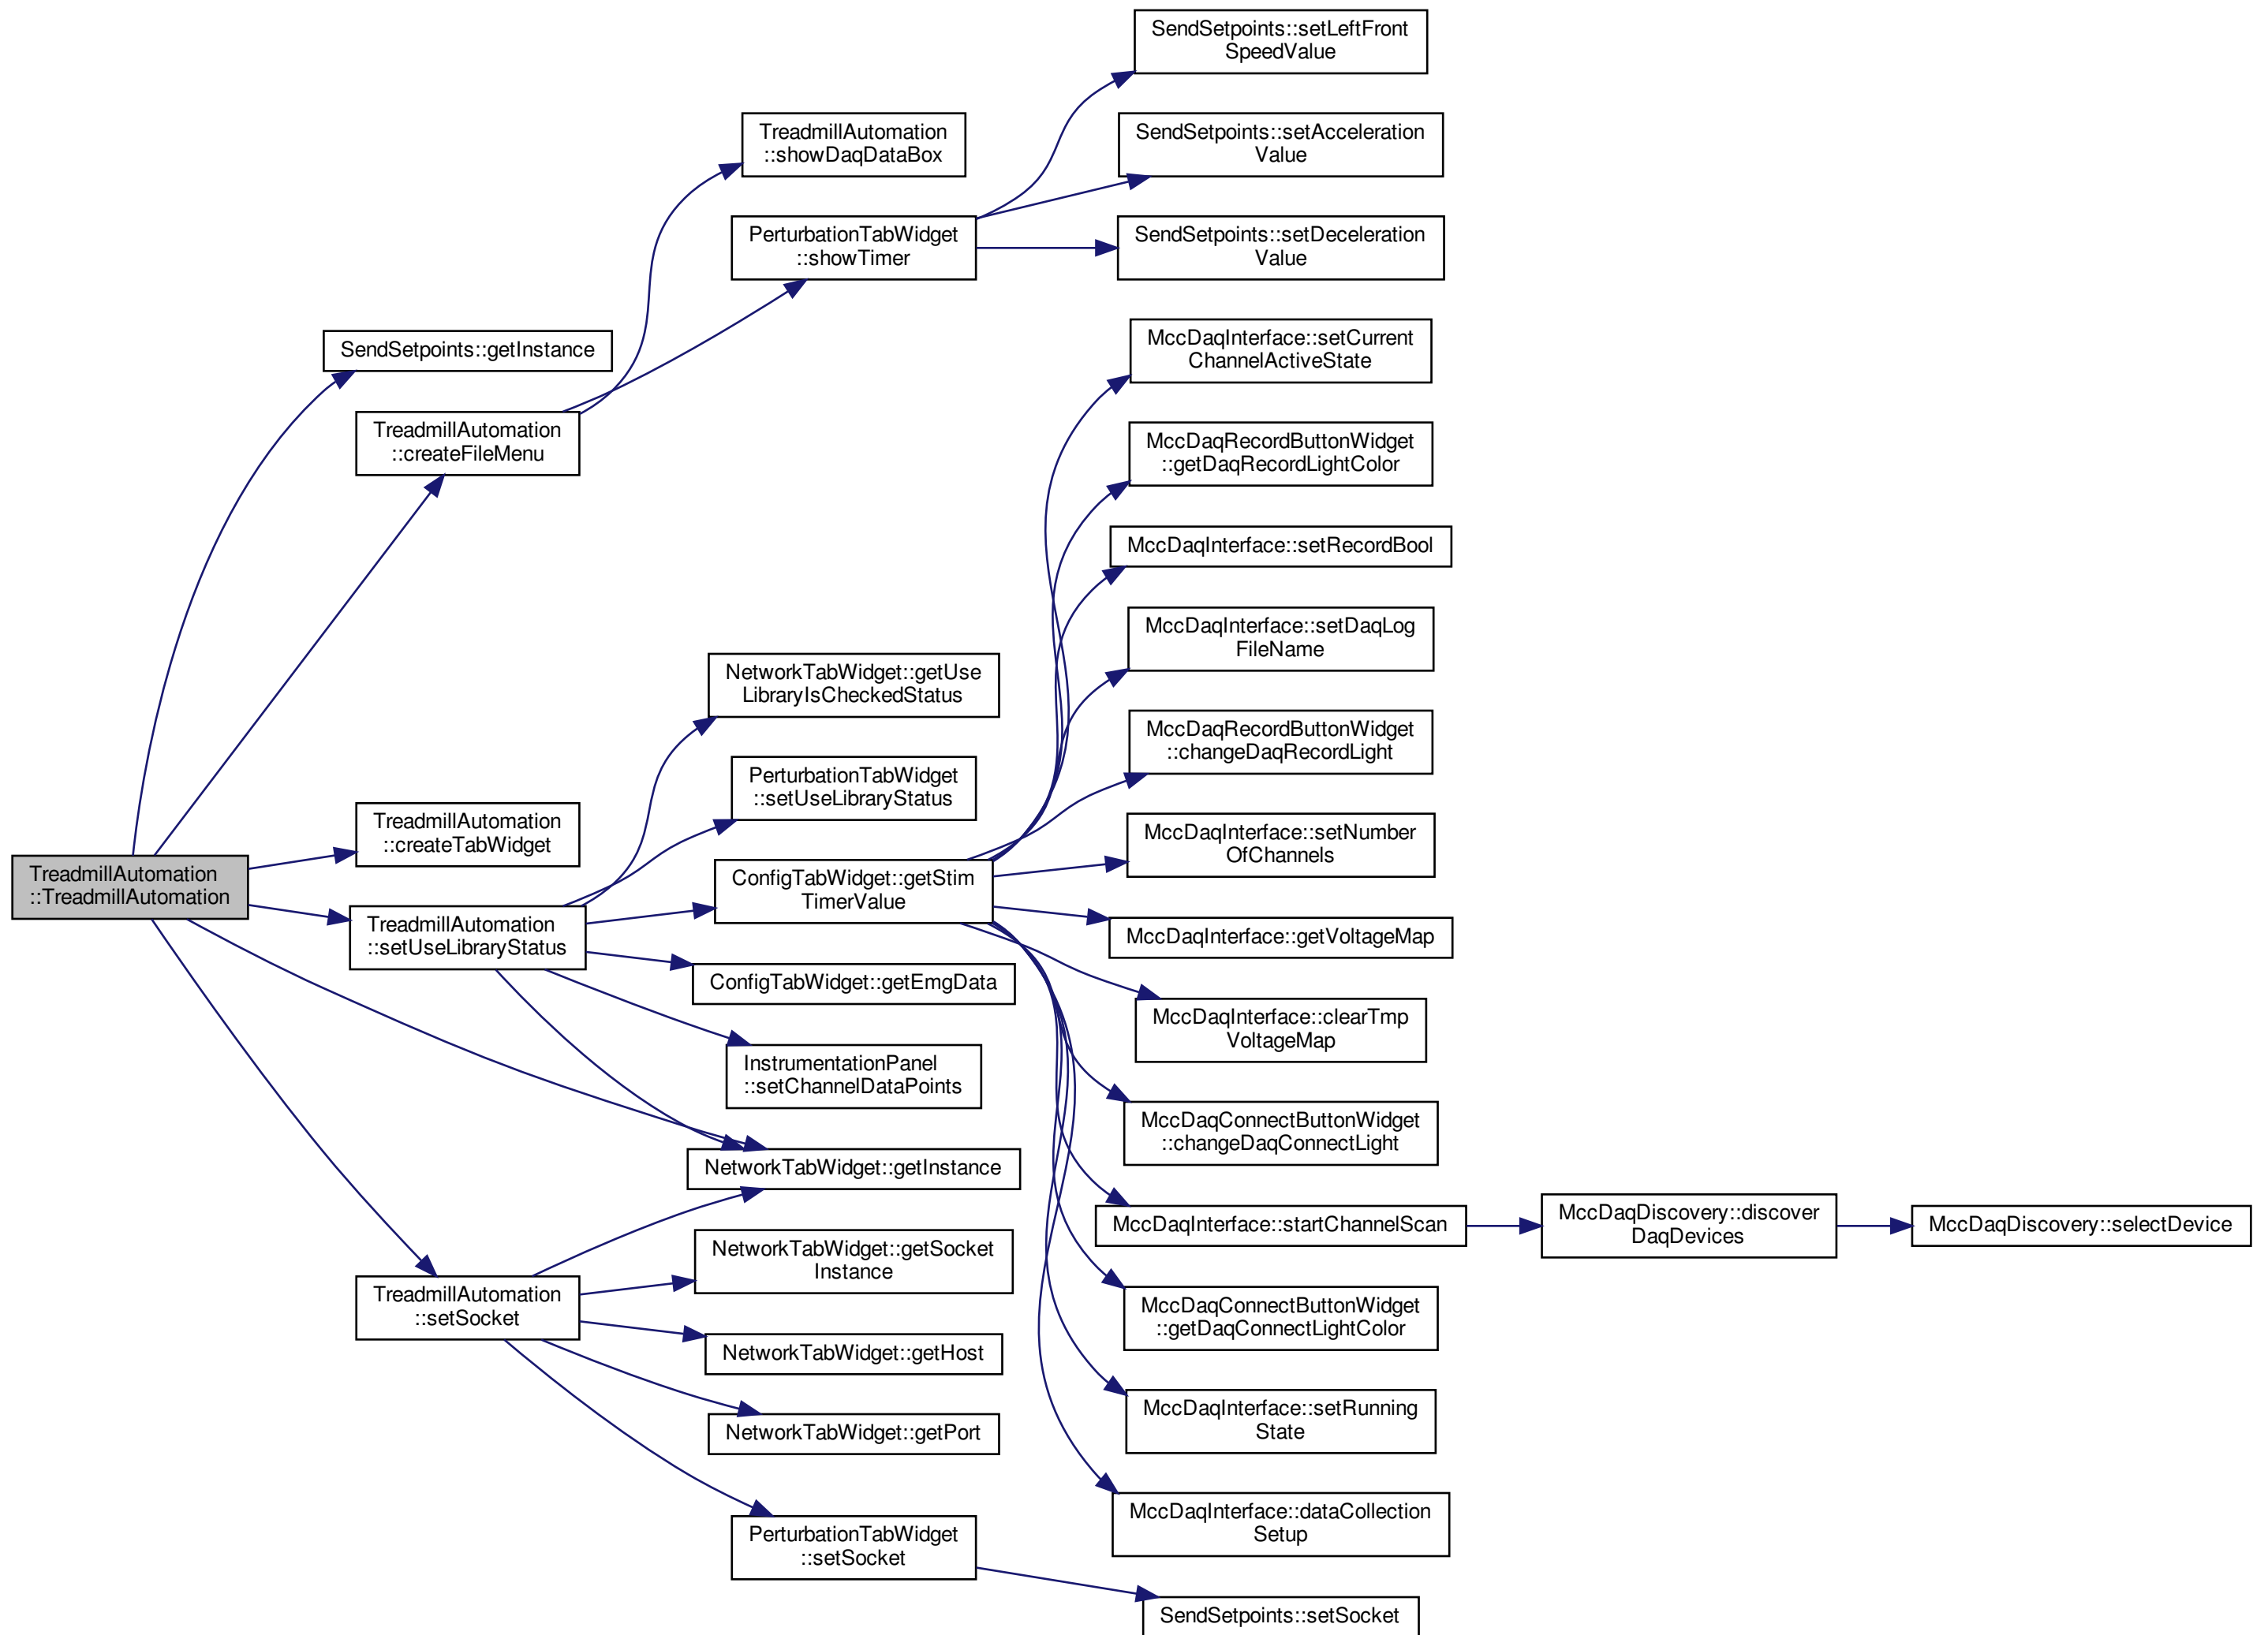 SendSetpoints::setLeftFront
SpeedValue
TreadmillAutomation
::showDaqDataBox
SendSetpoints::setAcceleration
Value
PerturbationTabWidget
::showTimer
SendSetpoints::setDeceleration
Value
SendSetpoints::getInstance
MccDaqInterface::setCurrent
ChannelActiveState
TreadmillAutomation
::createFileMenu
MccDaqRecordButtonWidget
::getDaqRecordLightColor
MccDaqInterface::setRecordBool
MccDaqInterface::setDaqLog
FileName
NetworkTabWidget::getUse
LibraryIsCheckedStatus
MccDaqRecordButtonWidget
::changeDaqRecordLight
PerturbationTabWidget
::setUseLibraryStatus
TreadmillAutomation
::createTabWidget
MccDaqInterface::setNumber
OfChannels
TreadmillAutomation
::TreadmillAutomation
ConfigTabWidget::getStim
TimerValue
TreadmillAutomation
::setUseLibraryStatus
MccDaqInterface::getVoltageMap
ConfigTabWidget::getEmgData
MccDaqInterface::clearTmp
VoltageMap
InstrumentationPanel
::setChannelDataPoints
MccDaqConnectButtonWidget
::changeDaqConnectLight
NetworkTabWidget::getInstance
MccDaqInterface::startChannelScan
MccDaqDiscovery::discover
DaqDevices
MccDaqDiscovery::selectDevice
NetworkTabWidget::getSocket
Instance
TreadmillAutomation
::setSocket
MccDaqConnectButtonWidget
::getDaqConnectLightColor
NetworkTabWidget::getHost
MccDaqInterface::setRunning
State
NetworkTabWidget::getPort
MccDaqInterface::dataCollection
Setup
PerturbationTabWidget
::setSocket
SendSetpoints::setSocket